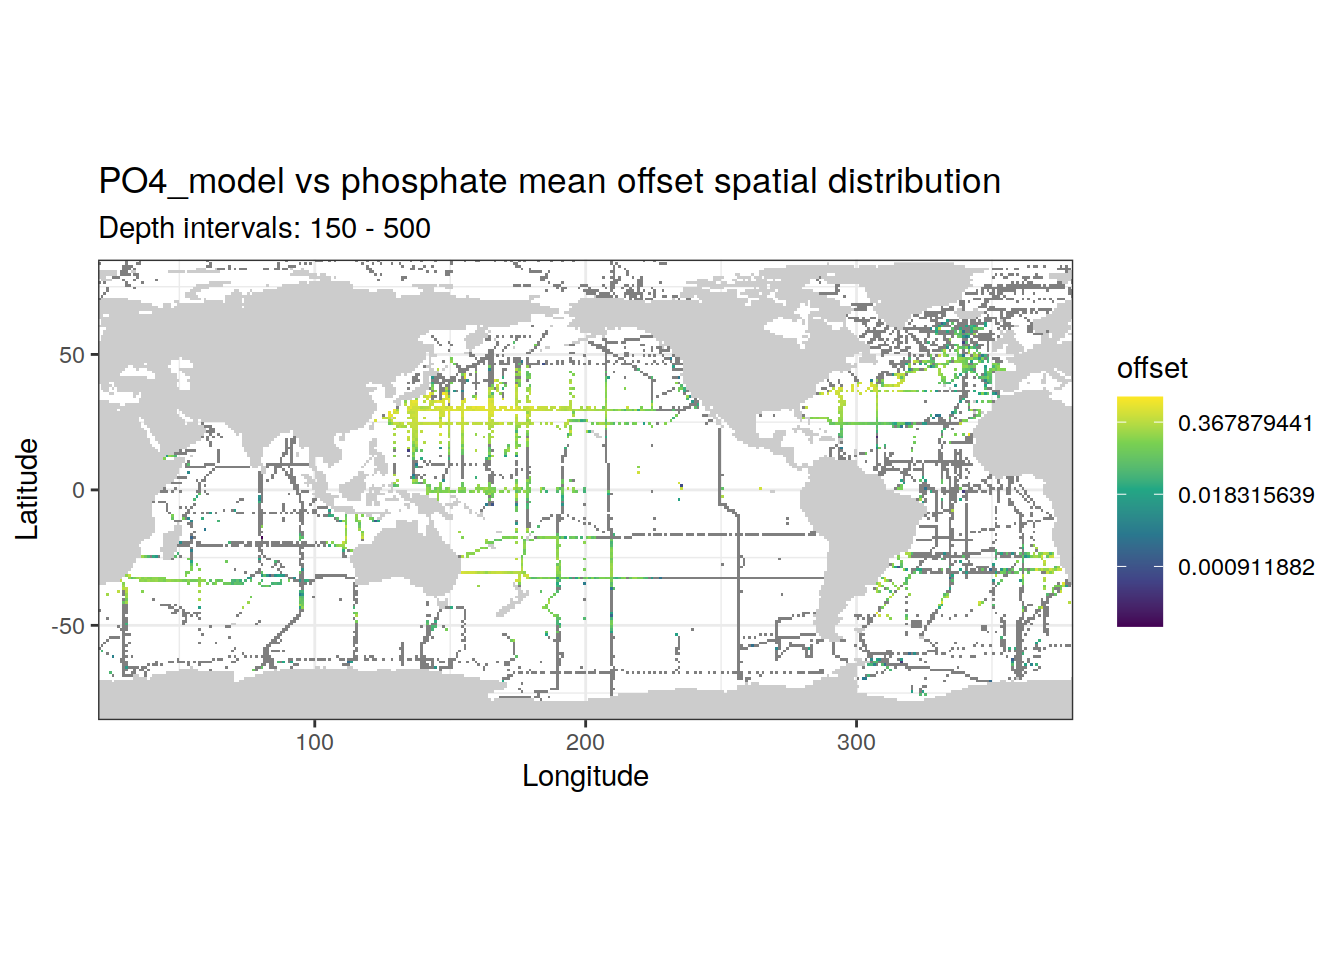 PO4_model vs phosphate mean offset spatial distribution
Depth intervals: 150 - 500
50
0
-50
Latitude
100
200
300
Longitude
offset
0.367879441
0.018315639
0.000911882